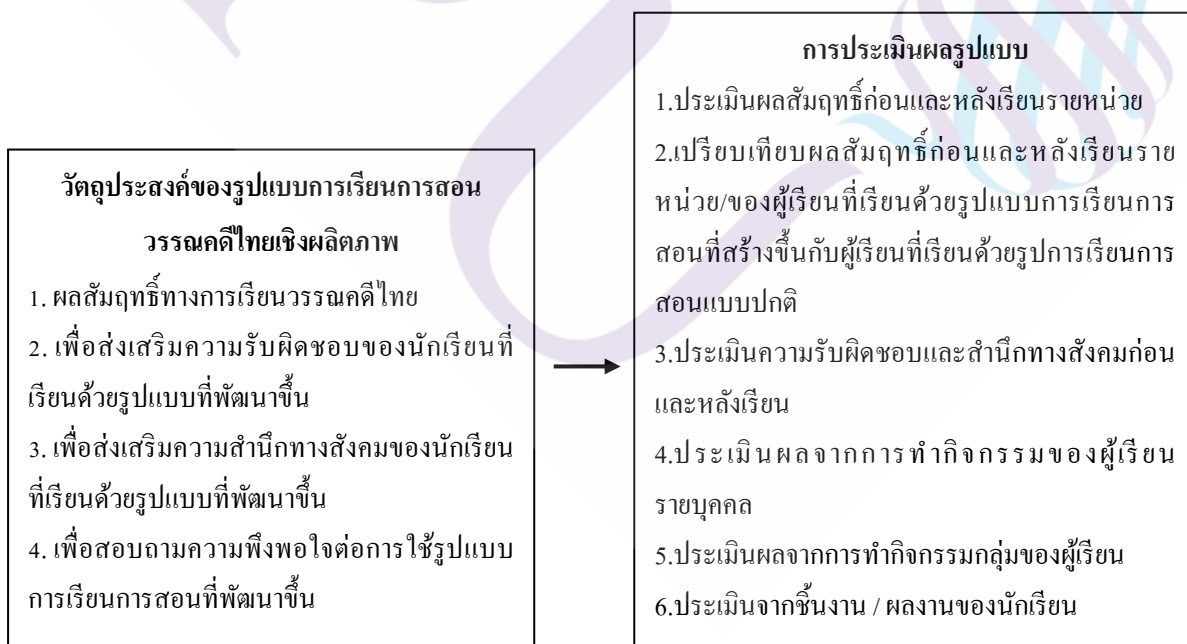 วัตถุประสงค์ของรูปแบบการเรียนการสอน
วรรณคดีไทยเชิงผลิตภาพ
1. ผลสัมฤทธิ์ทางการเรียนวรรณคดีไทย
2. เพื่อส่งเสริมความรับผิดชอบของนักเรียนที่
เรียนด้วยรูปแบบที่พัฒนาขึ้น
3. เพื่อส่งเสริมความสำนึกทางสังคมของนักเรียน
ที่เรียนด้วยรูปแบบที่พัฒนาขึ้น
4. เพื่อสอบถามความพึงพอใจต่อการใช้รูปแบบ
การเรียนการสอนที่พัฒนาขึ้น
การประเมินผลรูปแบบ
1.ประเมินผลสัมฤทธิ์ก่อนและหลังเรียนรายหน่วย
2.เปรียบเทียบผลสัมฤทธิ์ก่อนและหลังเรียนราย
หน่วย/ของผู้เรียนที่เรียนด้วยรูปแบบการเรียนการ
สอนที่สร้างขึ้นกับผู้เรียนที่เรียนด้วยรูปการเรียนการ
สอนแบบปกติ
3.ประเมินความรับผิดชอบและสำนึกทางสังคมก่อน
และหลังเรียน
4.ประเมินผลจากการทำกิจกรรมของผู้เรียน
รายบุคคล
5.ประเมินผลจากการทำกิจกรรมกลุ่มของผู้เรียน
6.ประเมินจากชิ้นงาน / ผลงานของนักเรียน